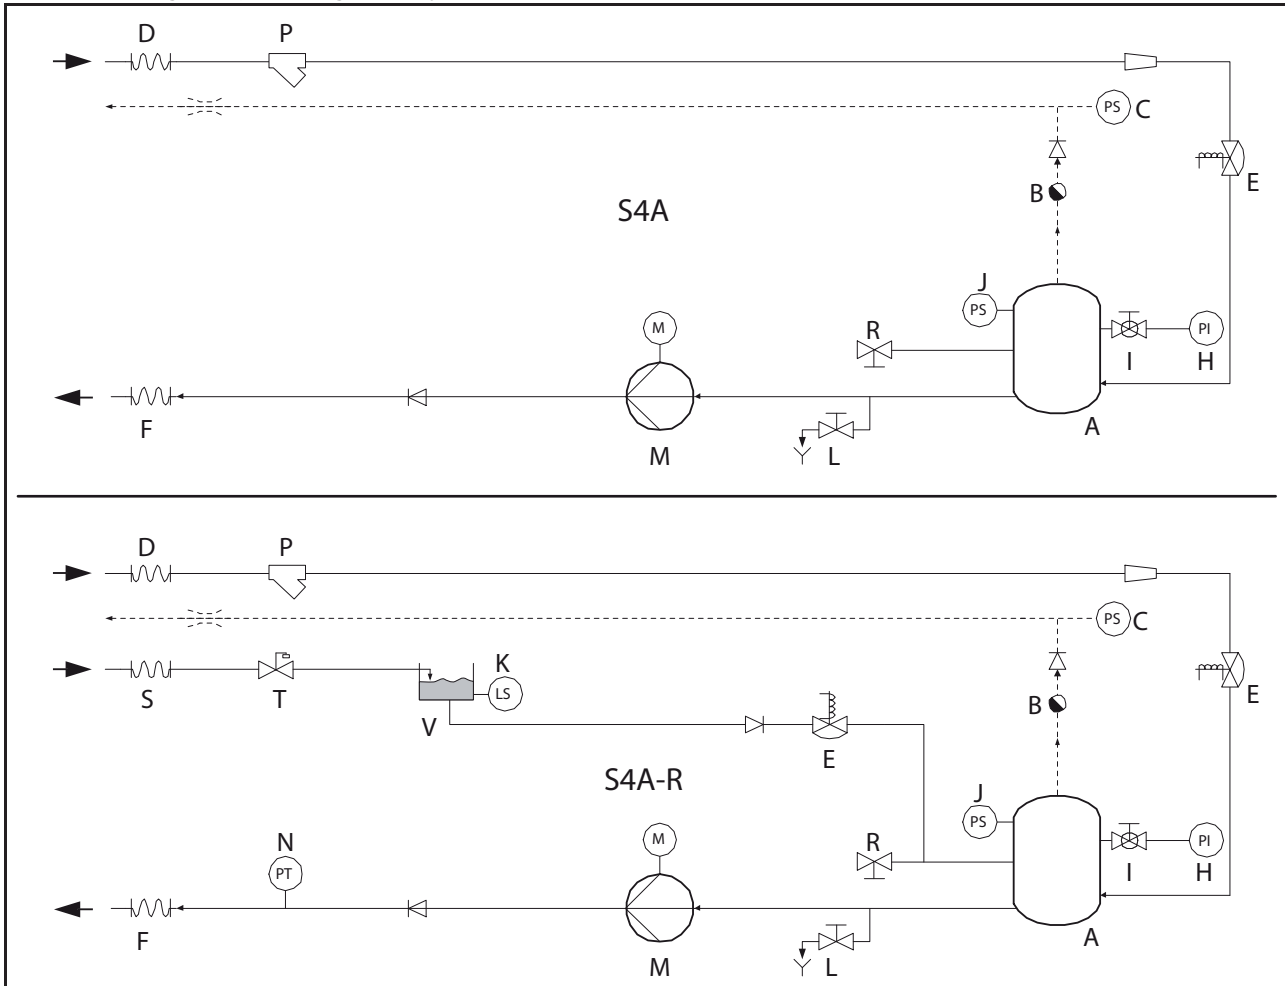 D P
PS C
E
B
S4A
J
PS
M R PI
I H
F A
M L
D P
PS C
K E
LS
S T B
V
E
S4A-R
J
PS
N M R PI
PT I H
F A
M L